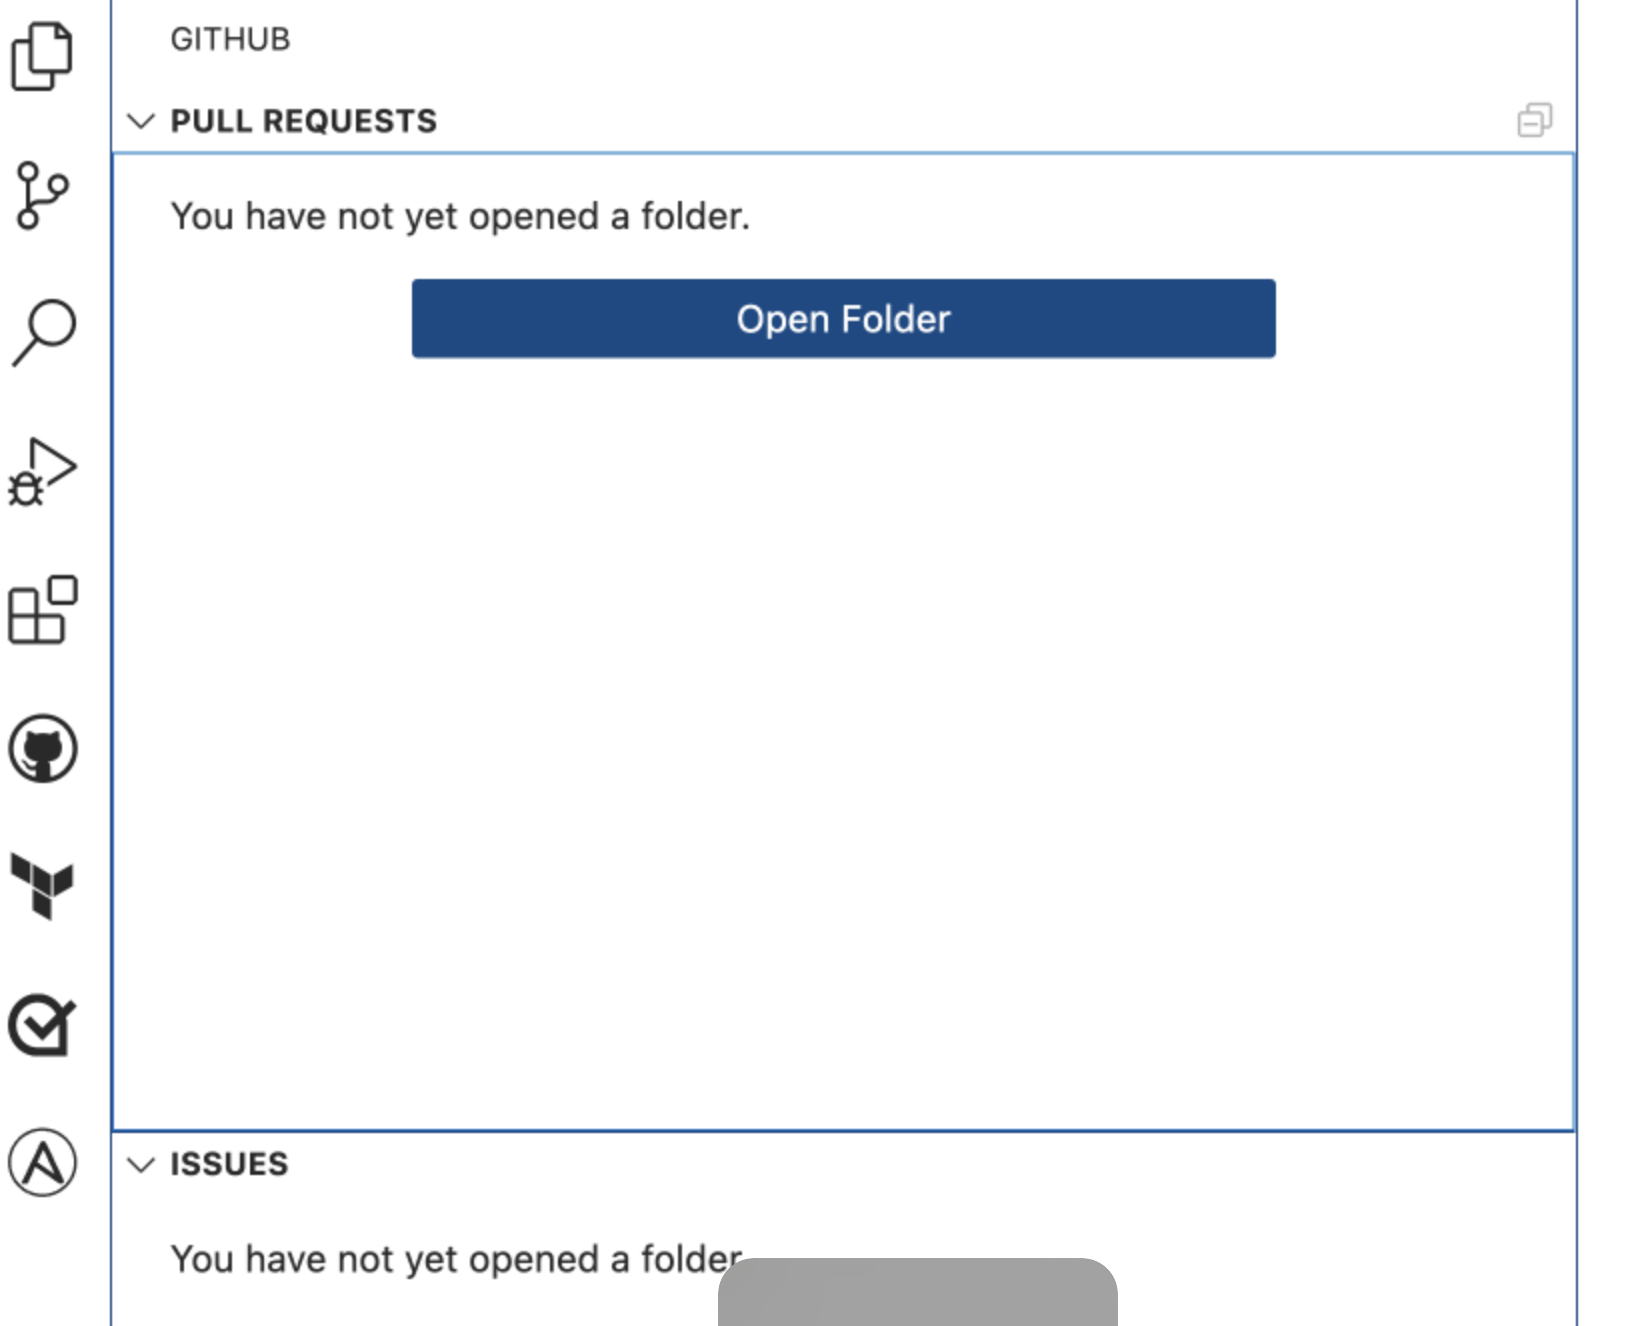 GITHUB
PULL REQUESTS
You have not yet opened a folder.
Open Folder
ISSUES
You have not yet opened a folder